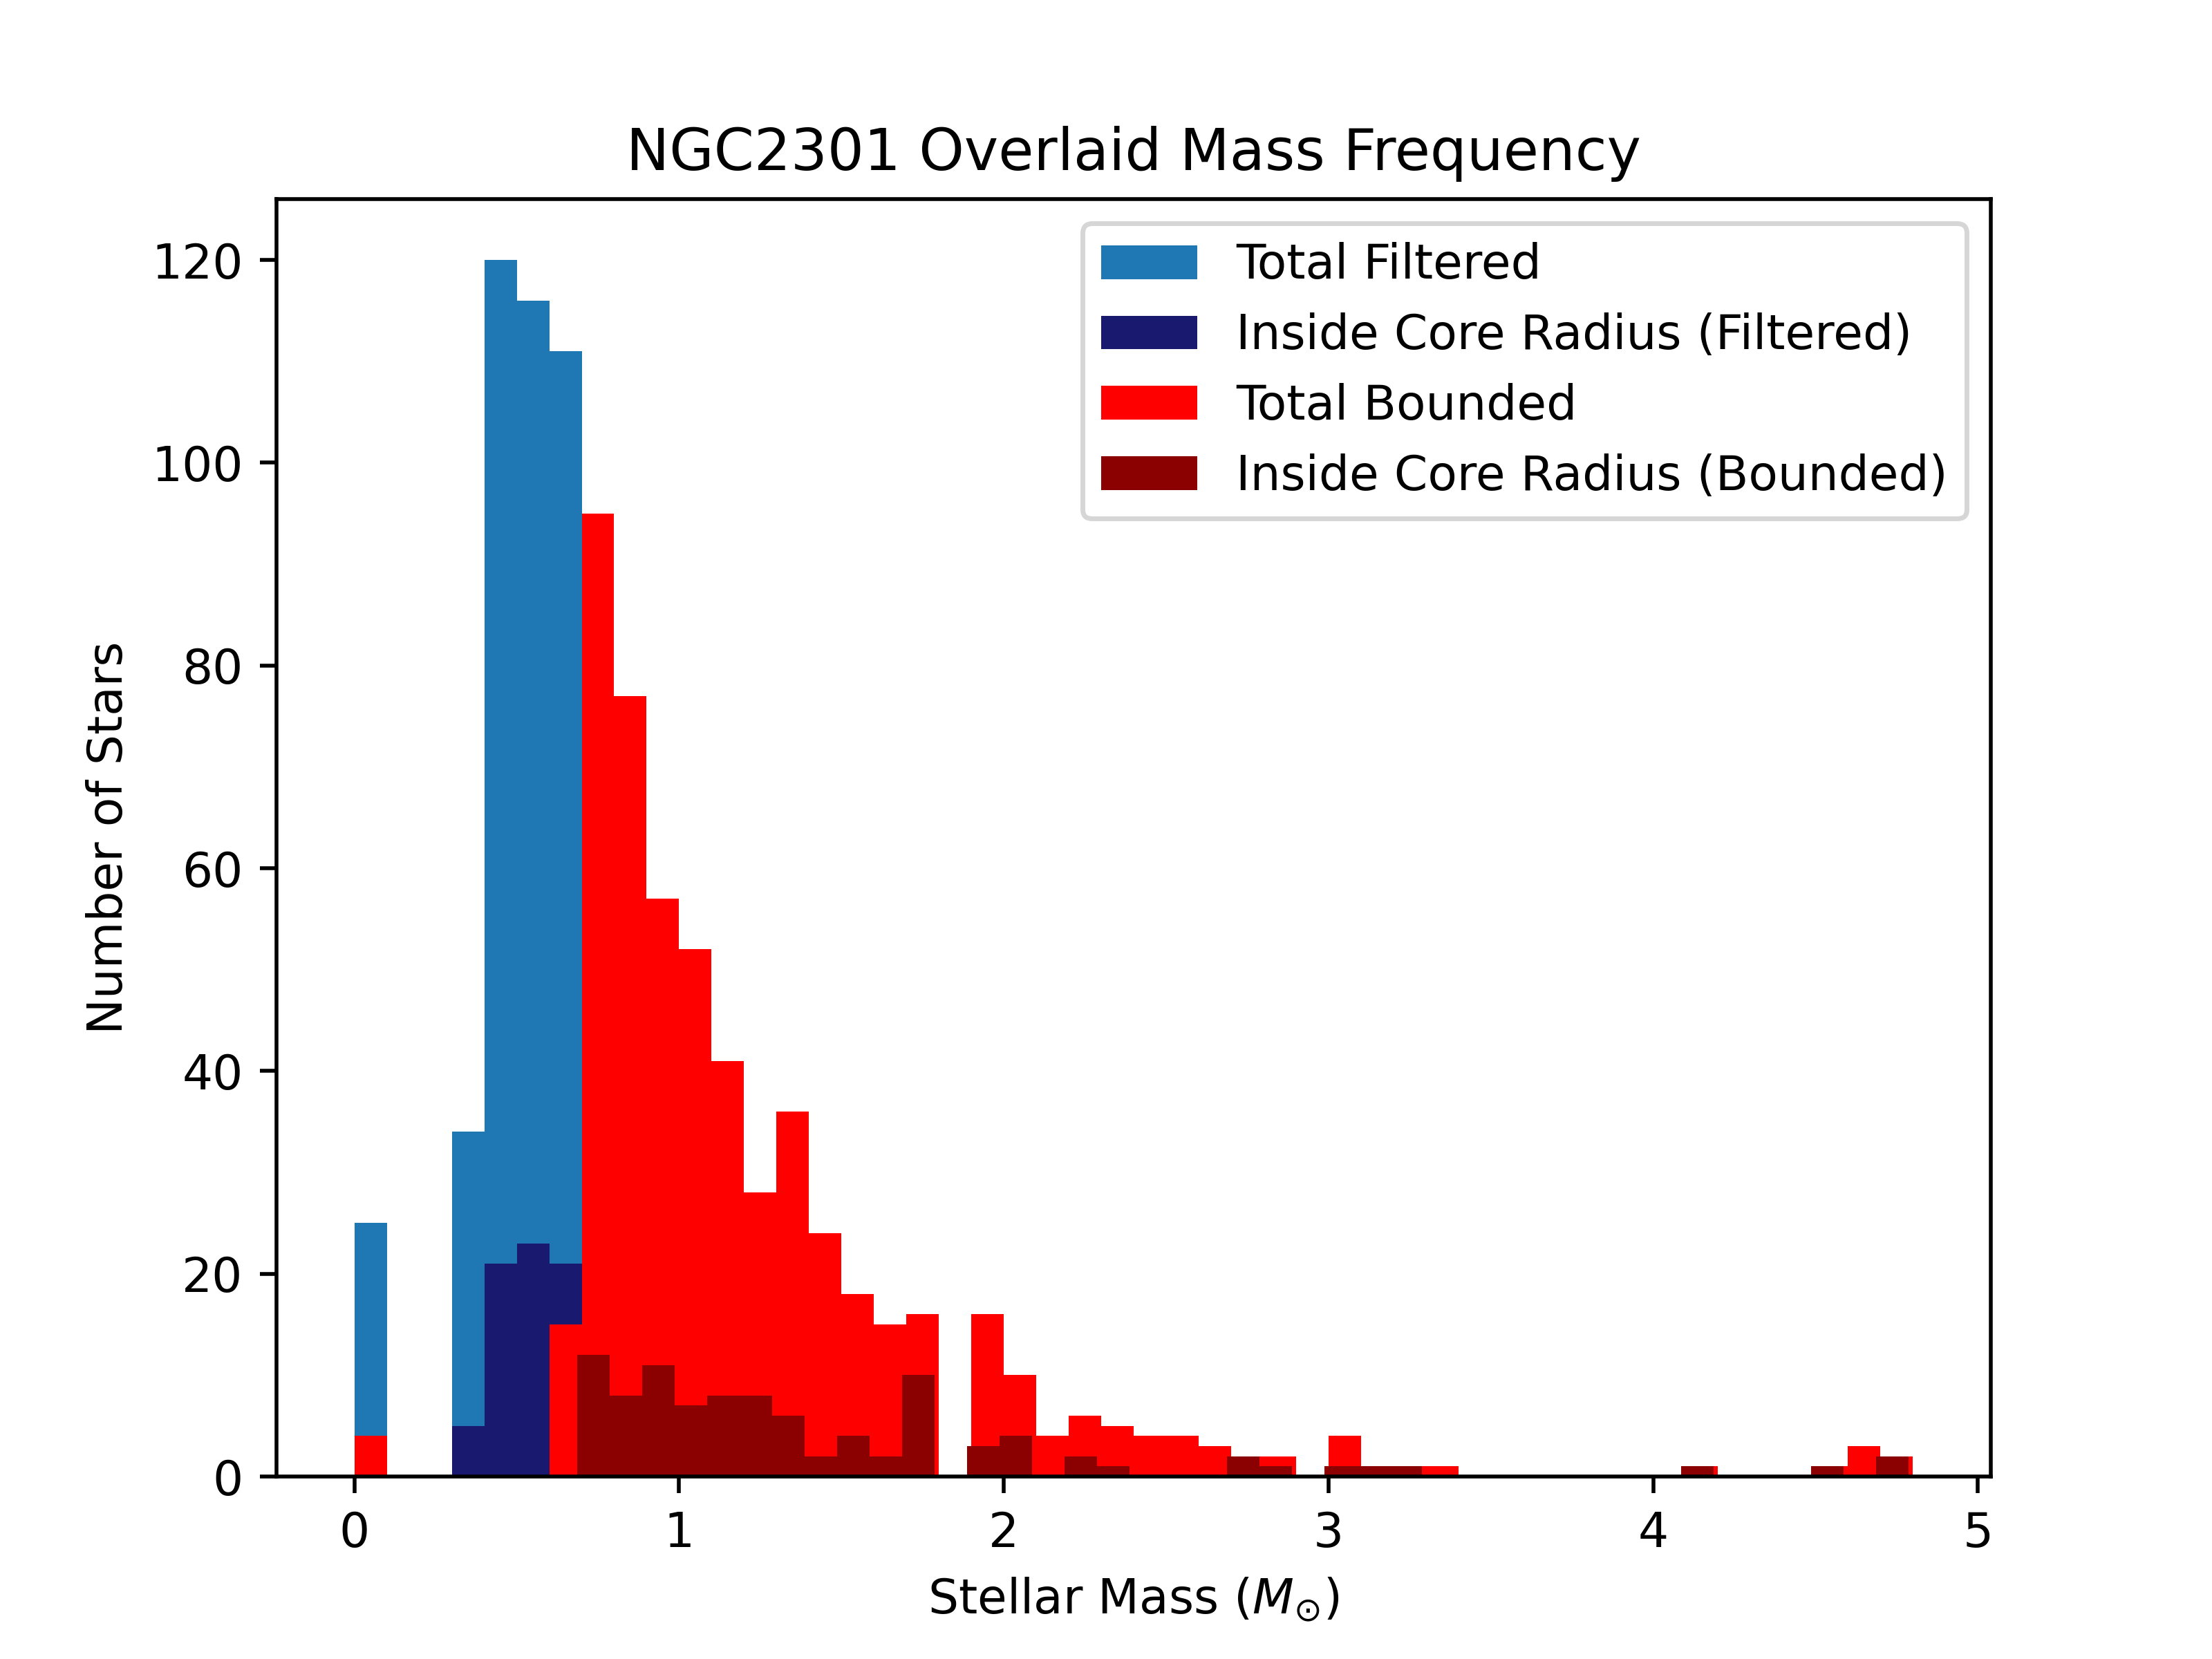 NGC2301 Overlaid Mass Frequency
Total Filtered
Inside Core Radius (Filtered)
Total Bounded
Inside Core Radius (Bounded)
Number of Stars
120
100
80
60
40
20
0
0 1 2 3 4 5
Stellar Mass (M⊙)